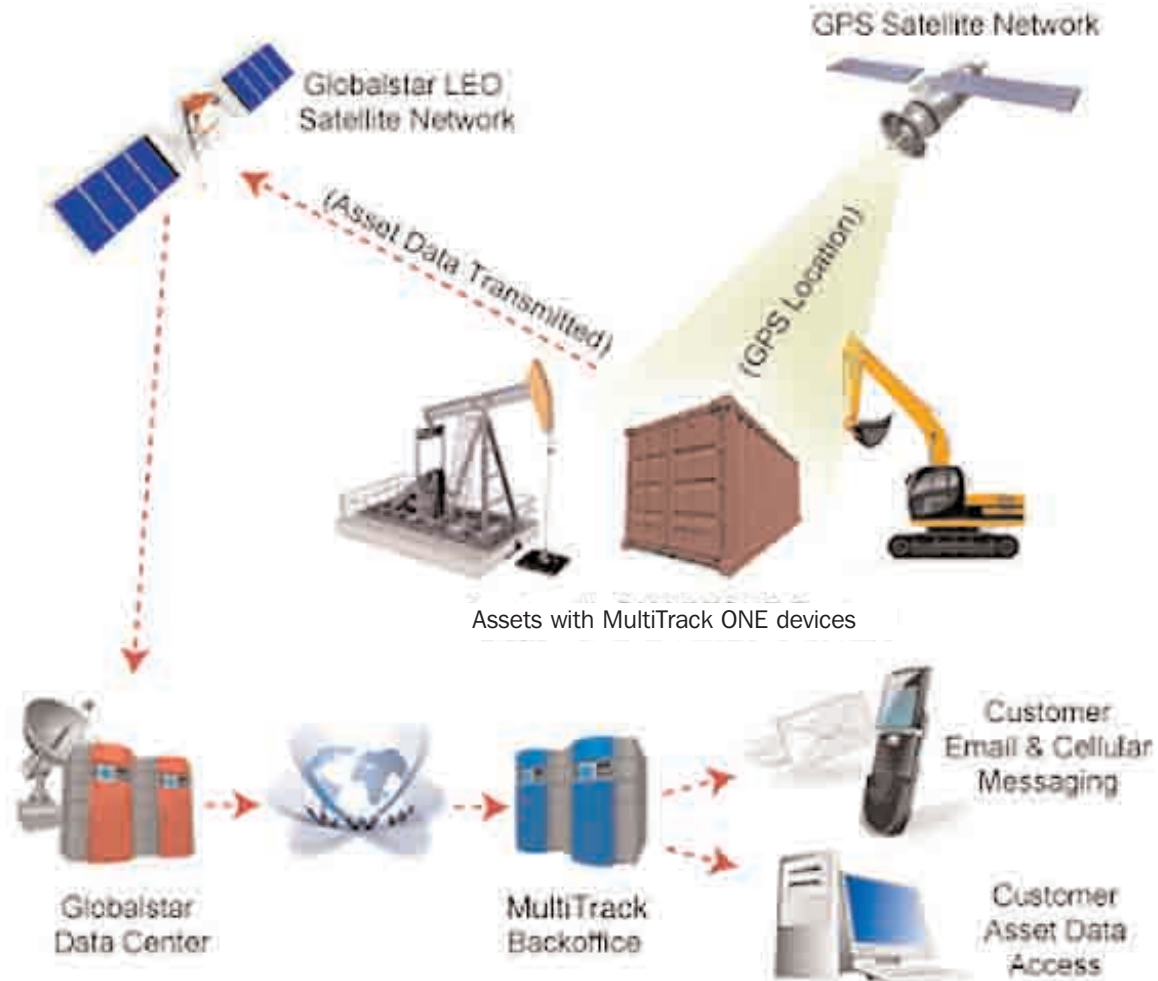 GPS Satellite Network
Globalstar LEO
Satellite Network
(Asset Data Transmitted)
(GPS Location)
Assets with MultiTrack ONE devices
Customer
Email & Cellular
Messaging
Globalstar
Data Center
MultiTrack
Backoffice
Customer
Asset Data
Access